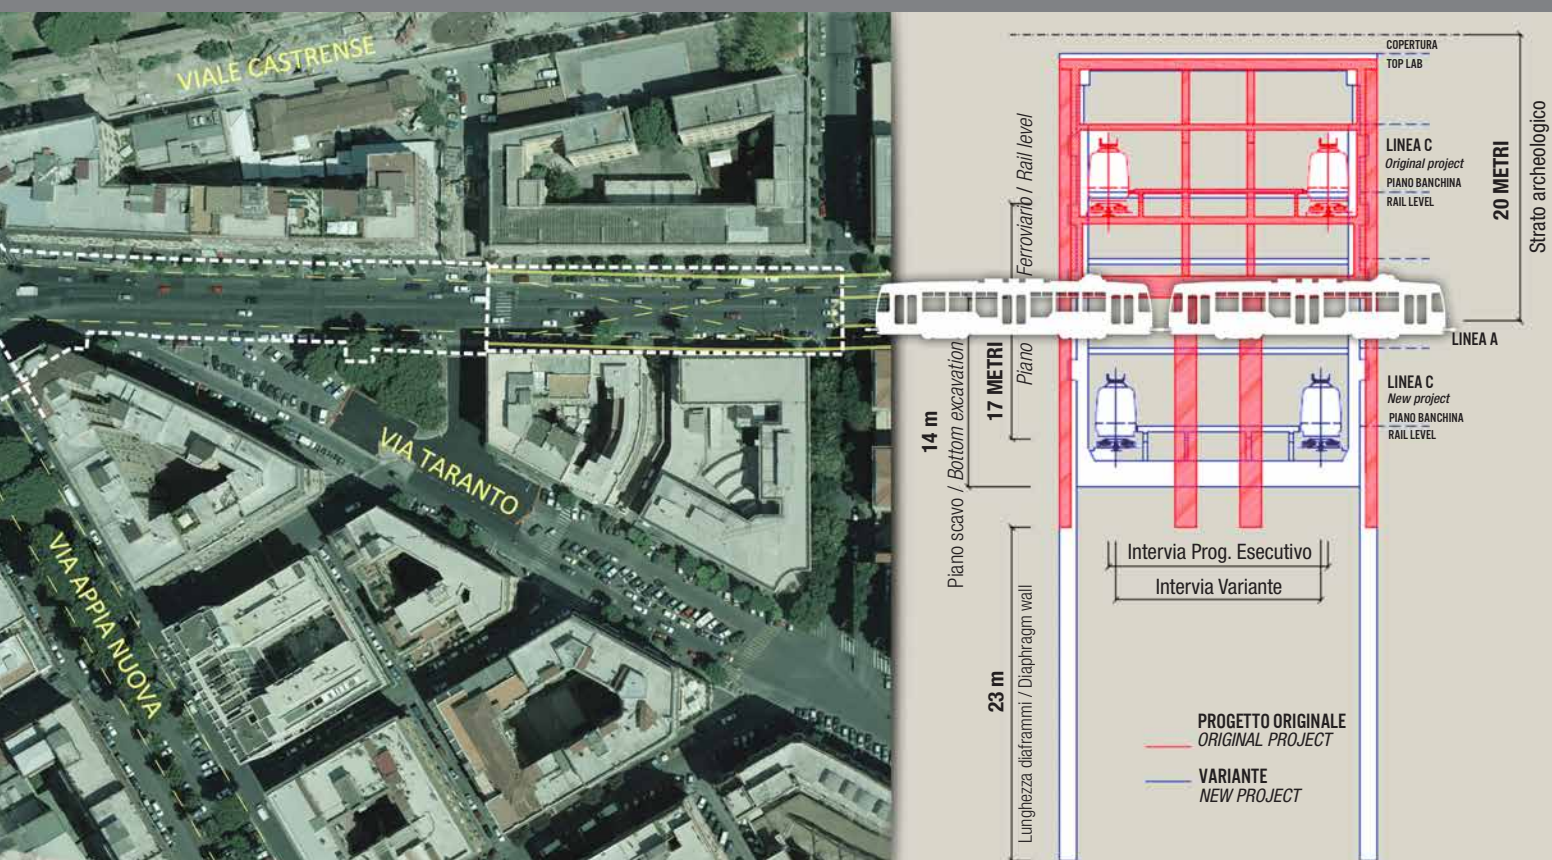 VIALE CASTRENSE
VIA TARANTO
VIA APPIA NUOVA
COPERTURA
TOP LAB
LINEA C
Original project
PIANO BANCHINA
RAIL LEVEL
20 METRI
Strato archeologico
LINEA A
LINEA C
New project
PIANO BANCHINA
RAIL LEVEL
Piano Ferroviario / Rail level
17 METRI
14 m
Piano scavo / Bottom excavation
Intervia Prog. Esecutivo
Intervia Variante
23 m
Lunghezza diaframmi / Diaphragm wall
PROGETTO ORIGINALE
ORIGINAL PROJECT
VARIANTE
NEW PROJECT